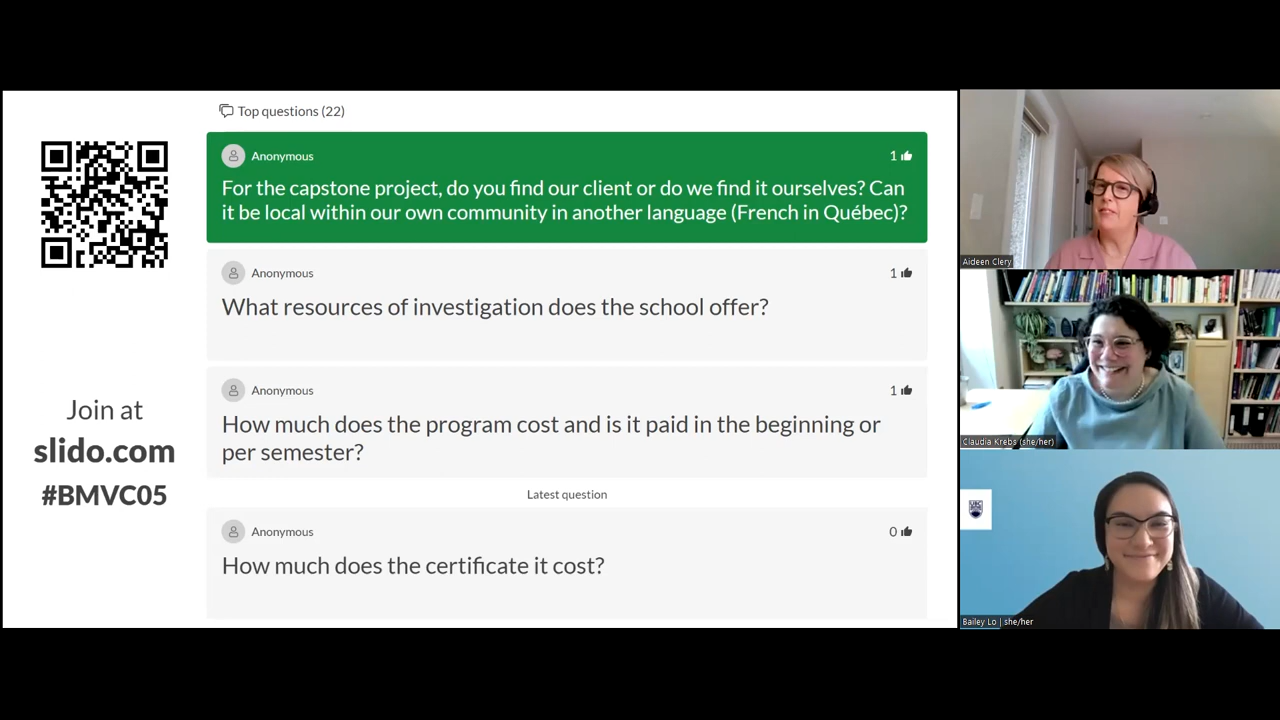 Top questions (22)
Anonymous
1
For the capstone project, do you find our client or do we find it ourselves? Can
it be local within our own community in another language (French in Québec)?
Anonymous
1
What resources of investigation does the school offer?
Anonymous
1
How much does the program cost and is it paid in the beginning or
per semester?
Latest question
Anonymous
0
How much does the certificate it cost?
Join at
slido.com
#BMVC05
Aideen Clery
Claudia Krebs (she/her)
UBC
Bailey Lo | she/her